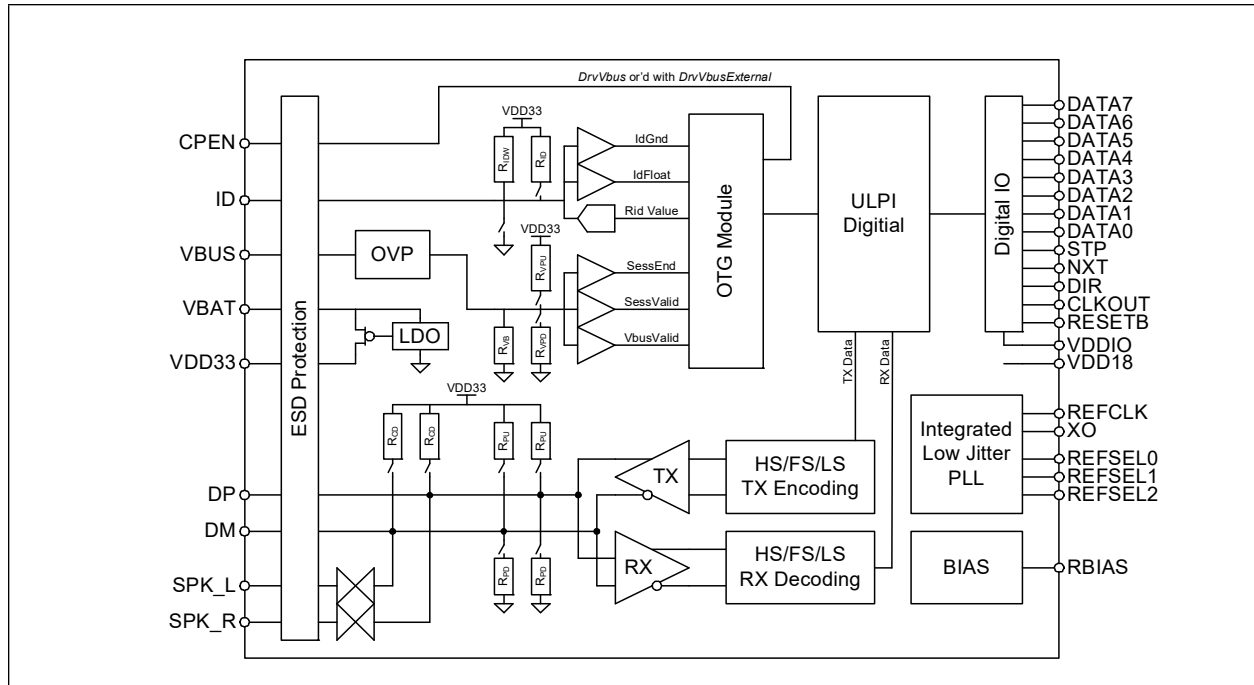 DrvVbus or'd with DrvVbusExternal
CPEN
ID
VBUS
VBAT
VDD33
DP
DM
SPK_L
SPK_R
ESD Protection
OVP
LDO
VDD33
RIDW
RID
IdGnd
IdFloat
Rid Value
VDD33
RVPU
RVB
RVPD
SessEnd
SessValid
VbusValid
OTG Module
ULPI
Digitial
TX Data
RX Data
Digital IO
DATA7
DATA6
DATA5
DATA4
DATA3
DATA2
DATA1
DATA0
STP
NXT
DIR
CLKOUT
RESETB
VDDIO
VDD18
VDD33
RCD
RCD
RPU
RPU
RPD
RPD
TX
HS/FS/LS
TX Encoding
RX
HS/FS/LS
RX Decoding
Integrated
Low Jitter
PLL
REFCLK
XO
REFSEL0
REFSEL1
REFSEL2
BIAS
RBIAS